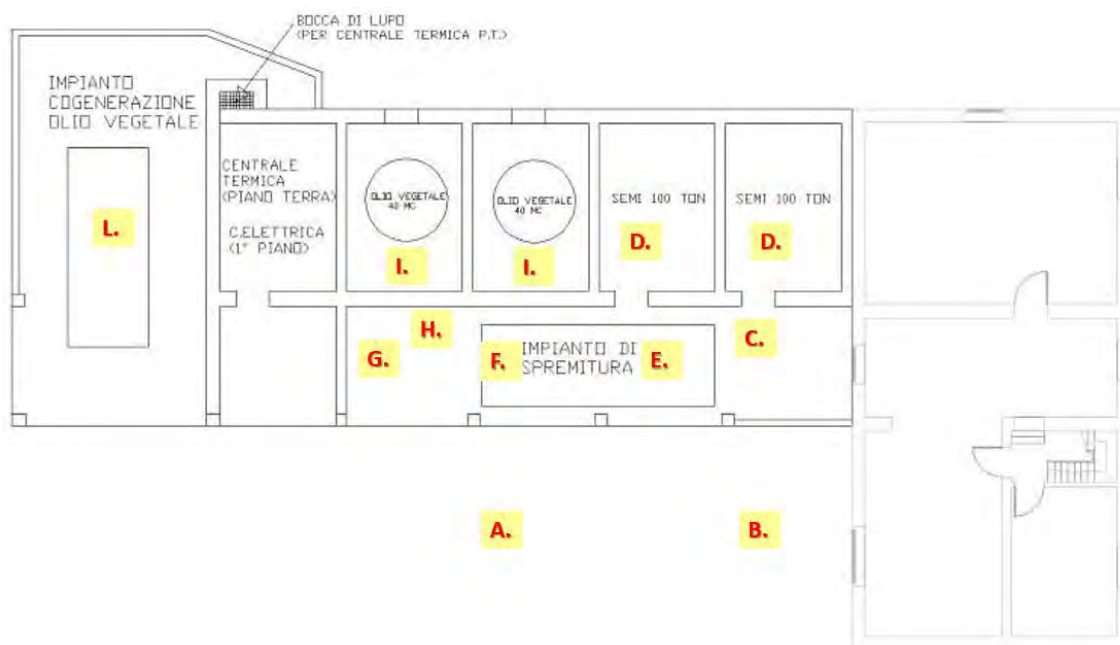 BOCCA DI LUPO
(PER CENTRALE TERMICA P.T.)
IMPIANTO
COGENERAZIONE
OLIO VEGETALE
CENTRALE
TERMICA
(PIANO TERRA)
C.ELETTRICA
(1° PIANO)
OLIO VEGETALE
40 MC
OLIO VEGETALE
40 MC
SEMI 100 TON
SEMI 100 TON
L.
I.
I.
D.
D.
H.
C.
G.
F.
IMPIANTO DI
SPREMITURA
E.
A.
B.